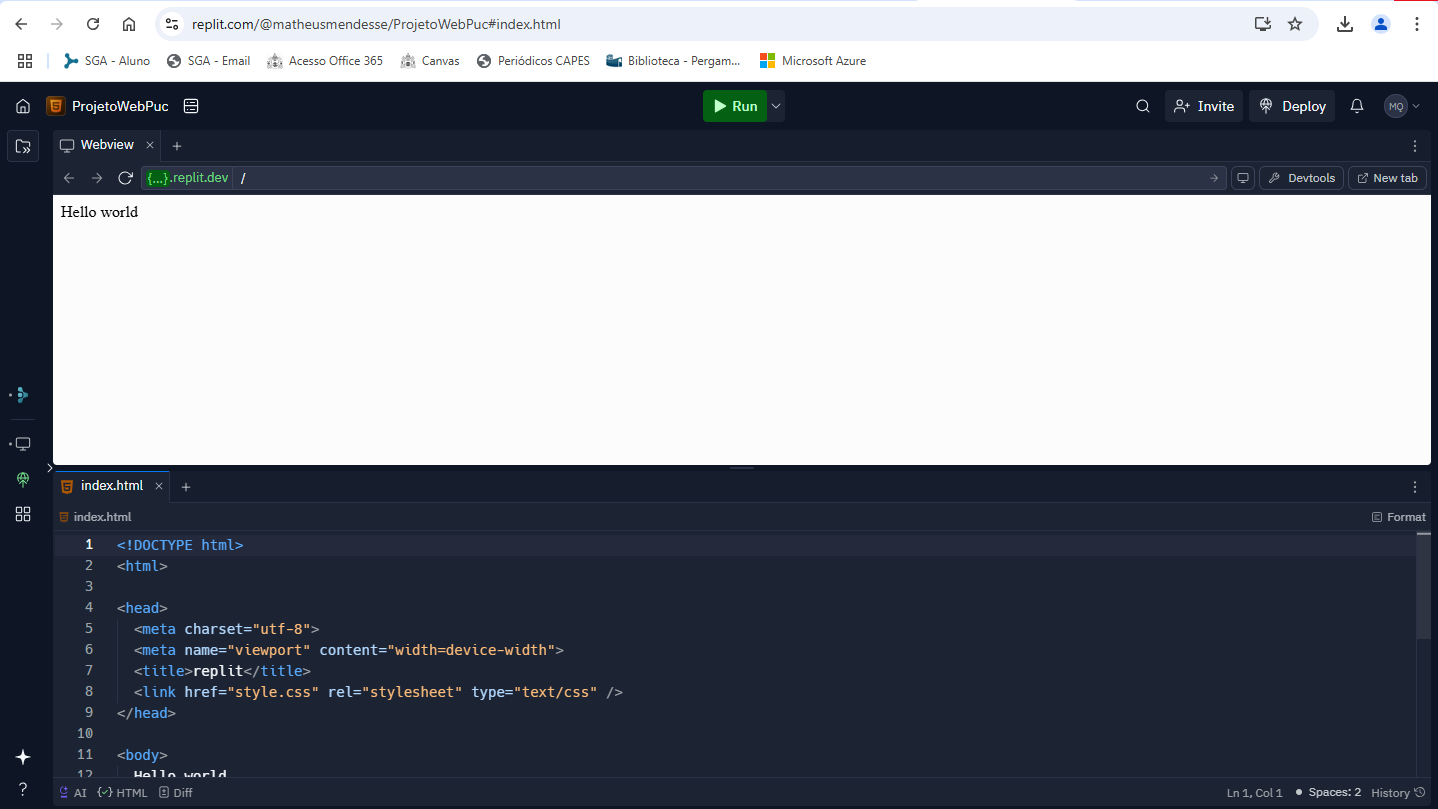 replit.com/@matheusmendesse/ProjetoWebPuc#index.html
SGA - Aluno SGA - Email Acesso Office 365 Canvas Periódicos CAPES Biblioteca - Pergam... Microsoft Azure
ProjetoWebPuc Run Invite Deploy MQ
Webview
{...}.replit.dev / Devtools New tab
Hello world
index.html
index.html Format
1 <!DOCTYPE html>
2 <html>
3
4 <head>
5 <meta charset="utf-8">
6 <meta name="viewport" content="width=device-width">
7 <title>replit</title>
8 <link href="style.css" rel="stylesheet" type="text/css" />
9 </head>
10
11 <body>
12 Hello world
AI HTML Diff Ln 1, Col 1 Spaces: 2 History